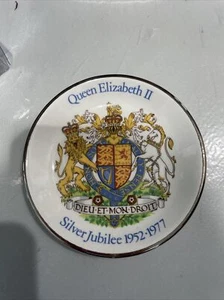 Queen Elizabeth II
DIEU·ET·MON·DROIT
Silver Jubilee 1952-1977